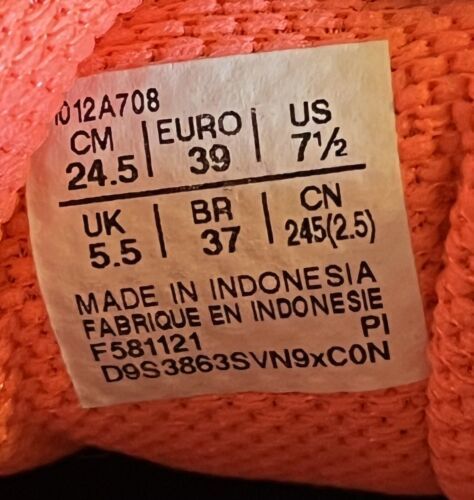 1012A708
CM | EURO | US
24.5 | 39 | 7½
UK | BR | CN
5.5 | 37 | 245(2.5)
MADE IN INDONESIA
FABRIQUE EN INDONESIE
F581121 PI
D9S3863SVN9xC0N